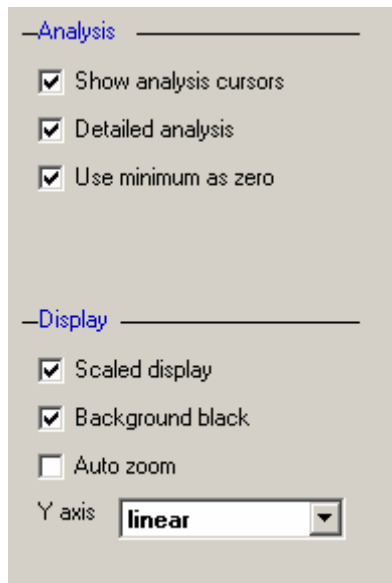 Analysis
Show analysis cursors
Detailed analysis
Use minimum as zero
Display
Scaled display
Background black
Auto zoom
Y axis linear